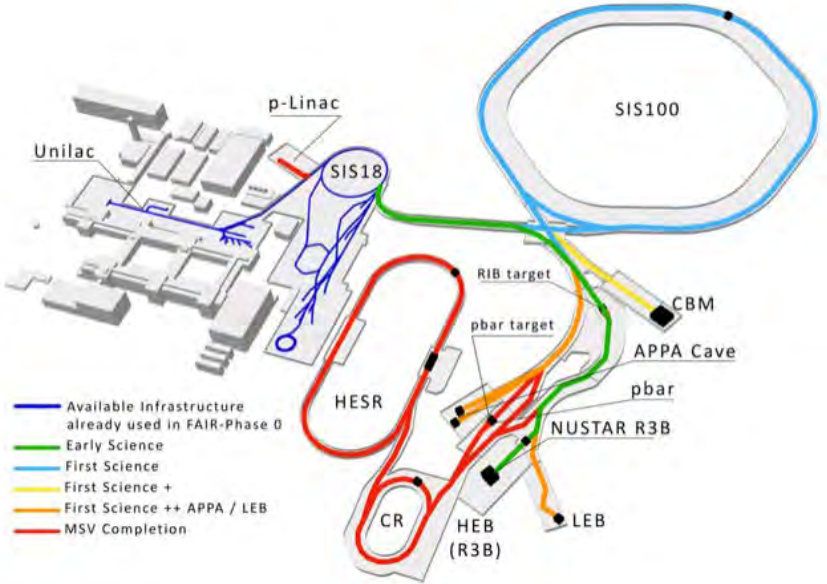 p-Linac
SIS100
Unilac
SIS18
RIB target
CBM
pbar target
APPA Cave
HESR
pbar
NUSTAR R3B
Available Infrastructure
already used in FAIR-Phase 0
Early Science
First Science
First Science +
First Science ++ APPA / LEB
MSV Completion
CR
HEB
(R3B)
LEB